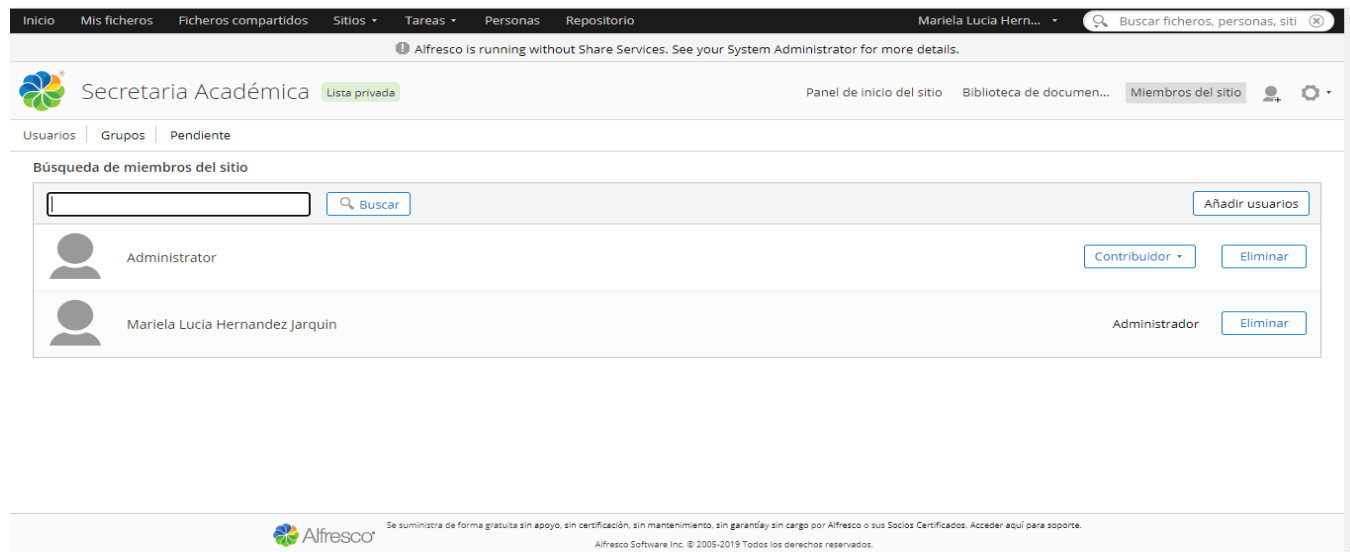 Inicio Mis ficheros Ficheros compartidos Sitios Tareas Personas Repositorio Mariela Lucia Hern... Buscar ficheros, personas, siti
Alfresco is running without Share Services. See your System Administrator for more details.
Secretaria Académica Lista privada Panel de inicio del sitio Biblioteca de documen... Miembros del sitio
Usuarios Grupos Pendiente
Búsqueda de miembros del sitio
Buscar Añadir usuarios
Administrator Contribuidor Eliminar
Mariela Lucia Hernandez Jarquin Administrador Eliminar
Alfresco Se suministra de forma gratuita sin apoyo, sin certificación, sin mantenimiento, sin garantíay sin cargo por Alfresco o sus Socios Certificados. Acceder aquí para soporte.
Alfresco Software Inc. © 2005-2019 Todos los derechos reservados.